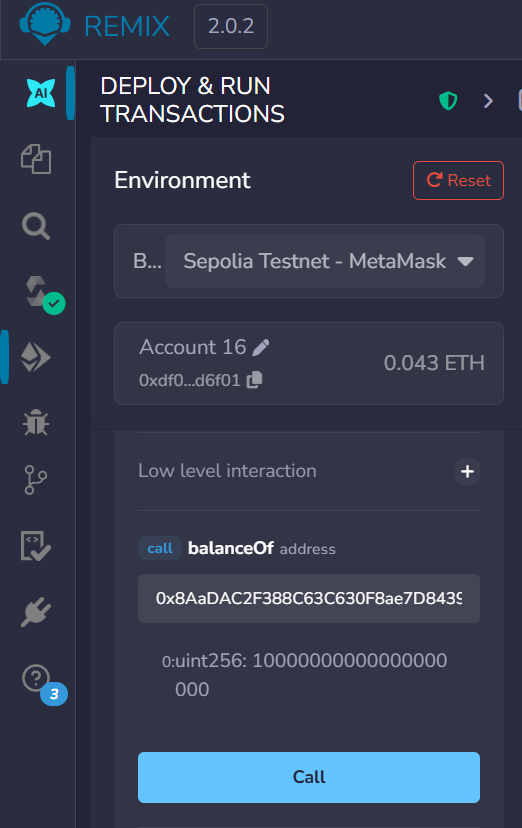 REMIX 2.0.2
AI
DEPLOY & RUN
TRANSACTIONS
Environment
Reset
B... Sepolia Testnet - MetaMask
Account 16
0xdf0...d6f01
0.043 ETH
Low level interaction
call balanceOf address
0x8AaDAC2F388C63C630F8ae7D8439
0:uint256: 10000000000000000
000
3
Call